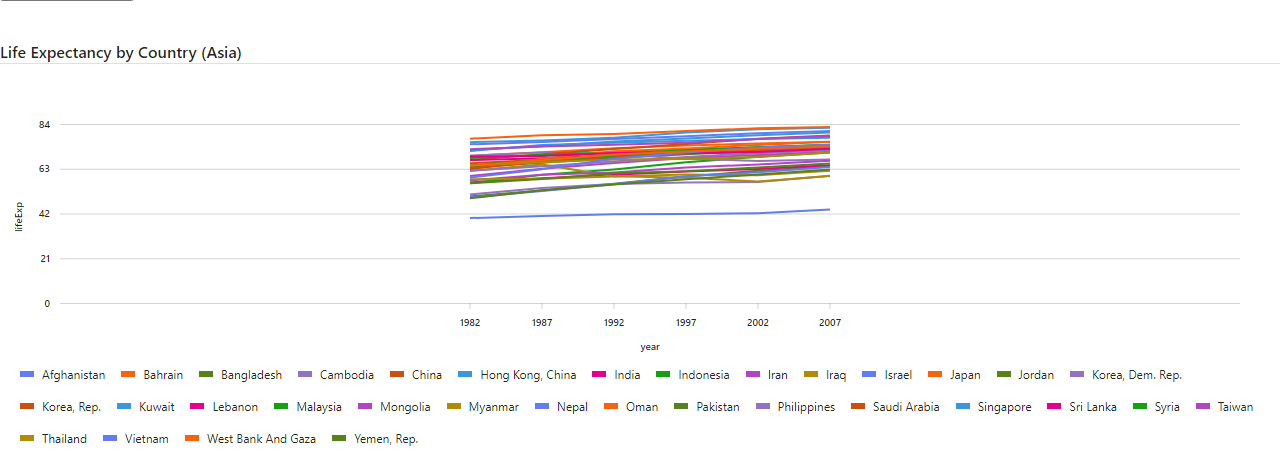 Life Expectancy by Country (Asia)
84
63
42
21
0
lifeExp
1982 1987 1992 1997 2002 2007
year
Afghanistan Bahrain Bangladesh Cambodia China Hong Kong, China India Indonesia Iran Iraq Israel Japan Jordan Korea, Dem. Rep.
Korea, Rep. Kuwait Lebanon Malaysia Mongolia Myanmar Nepal Oman Pakistan Philippines Saudi Arabia Singapore Sri Lanka Syria Taiwan
Thailand Vietnam West Bank And Gaza Yemen, Rep.